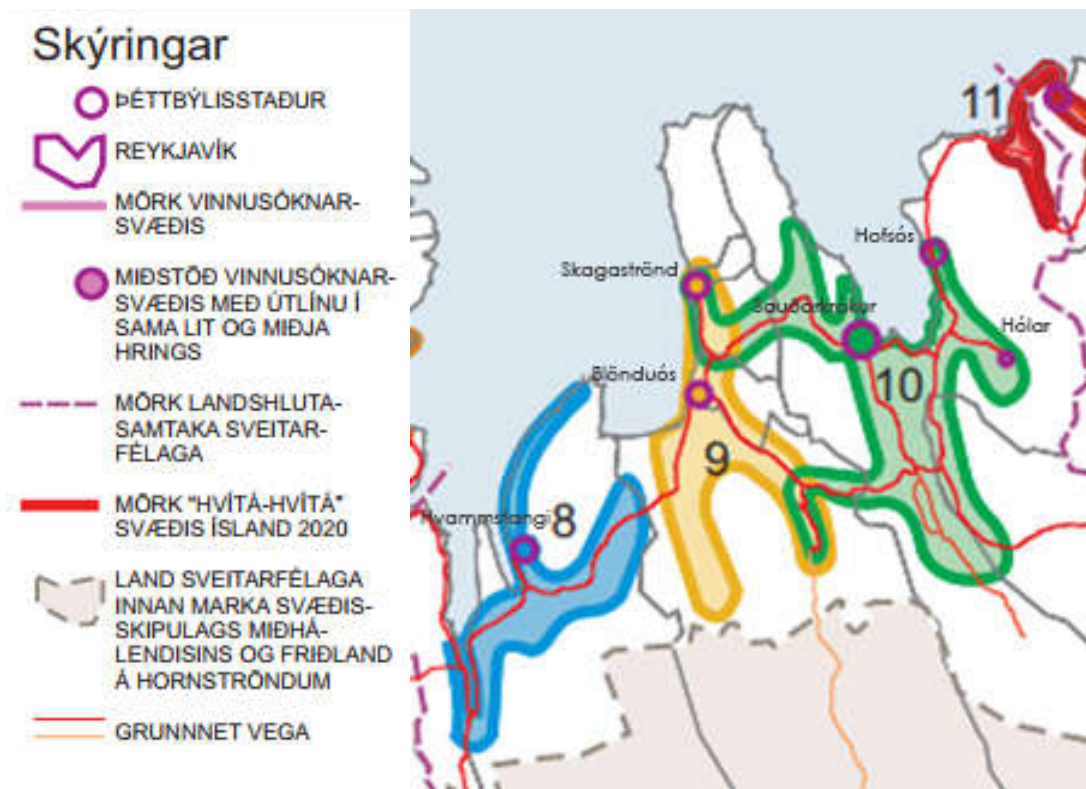 Skýringar
ÞÉTTBÝLISSTAÐUR
REYKJAVÍK
MÖRK VINNUSÓKNAR-
SVÆÐIS
MIÐSTÖÐ VINNUSÓKNAR-
SVÆÐIS MEÐ ÚTLÍNU Í
SAMA LIT OG MIÐJA
HRINGS
MÖRK LANDSHLUTA-
SAMTAKA SVEITAR-
FÉLAGA
MÖRK "HVÍTÁ-HVÍTÁ"
SVÆÐIS ÍSLAND 2020
LAND SVEITARFÉLAGA
INNAN MARKA SVÆÐIS-
SKIPULAGS MIÐHÁ-
LENDISINS OG FRIÐLAND
Á HORNSTRÖNDUM
GRUNNNET VEGA
11
Hofsós
Skagaströnd
Sauðárkrókur
Hólar
Blönduós
10
9
Hvammstangi
8